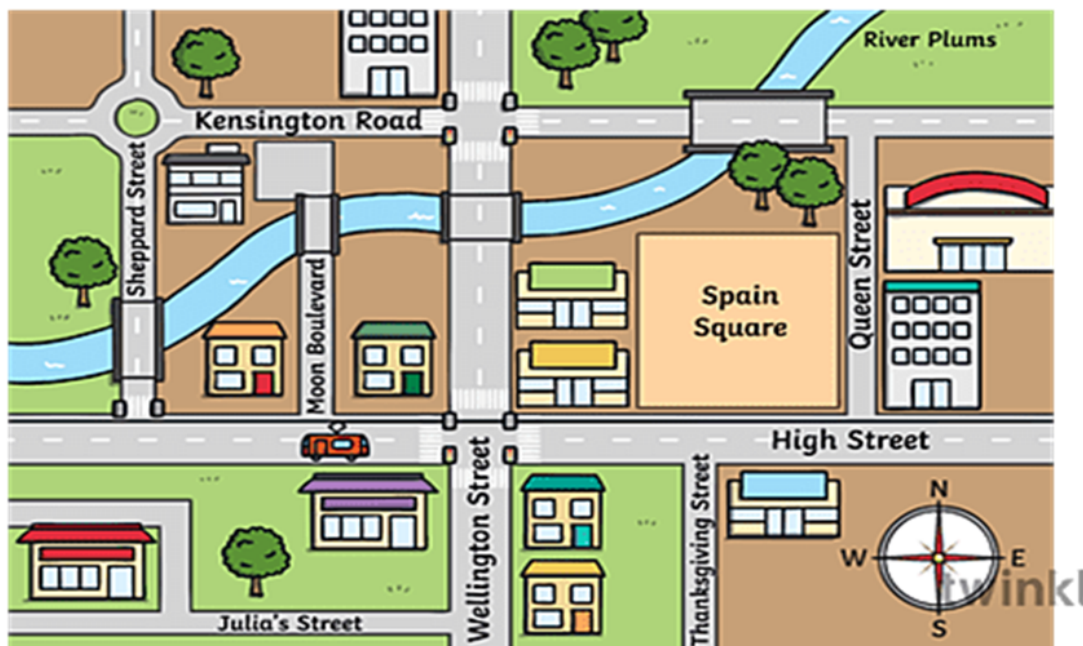 River Plums
Kensington Road
Sheppard Street
Queen Street
Moon Boulevard
Spain
Square
High Street
Wellington Street
Thanksgiving Street
N
W
E
S
twinkl
Julia's Street